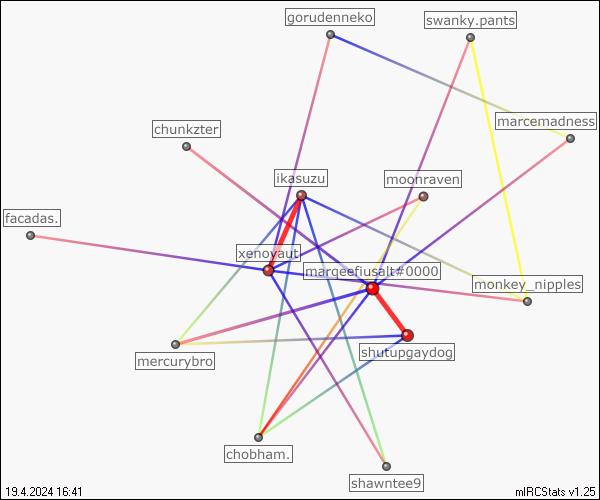 gorudenneko
swanky.pants
marcemadness
chunkzter
ikasuzu
moonraven
facadas.
xenoyaut
margeefiusalt#0000
monkey_nipples
shutupgaydog
mercurybro
chobham.
shawntee9
19.4.2024 16:41
mIRCStats v1.25